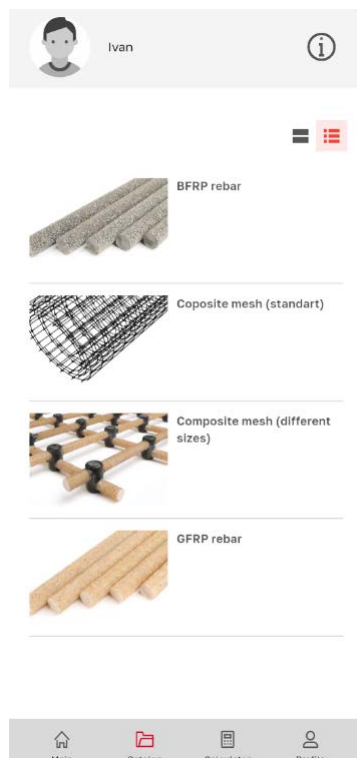 Ivan
BFRP rebar
Coposite mesh (standart)
Composite mesh (different
sizes)
GFRP rebar